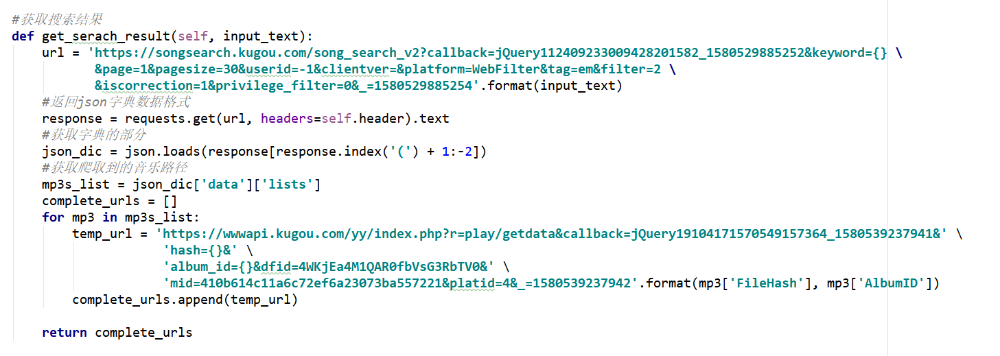 #获取搜索结果
def get_serach_result(self, input_text):
    url = 'https://songsearch.kugou.com/song_search_v2?callback=jQuery112409233009428201582_1580529885252&keyword={} \
           &page=1&pagesize=30&userid=-1&clientver=&platform=WebFilter&tag=em&filter=2 \
           &iscorrection=1&privilege_filter=0&_=1580529885254'.format(input_text)
    #返回json字典数据格式
    response = requests.get(url, headers=self.header).text
    #获取字典的部分
    json_dic = json.loads(response[response.index('(') + 1:-2])
    #获取爬取到的音乐路径
    mp3s_list = json_dic['data']['lists']
    complete_urls = []
    for mp3 in mp3s_list:
        temp_url = 'https://wwwapi.kugou.com/yy/index.php?r=play/getdata&callback=jQuery19104171570549157364_1580539237941&' \
                    'hash={}&' \
                    'album_id={}&dfid=4WKjEa4M1QAR0fbVsG3RbTV0&' \
                    'mid=410b614c11a6c72ef6a23073ba557221&platid=4&_=1580539237942'.format(mp3['FileHash'], mp3['AlbumID'])
        complete_urls.append(temp_url)
    return complete_urls